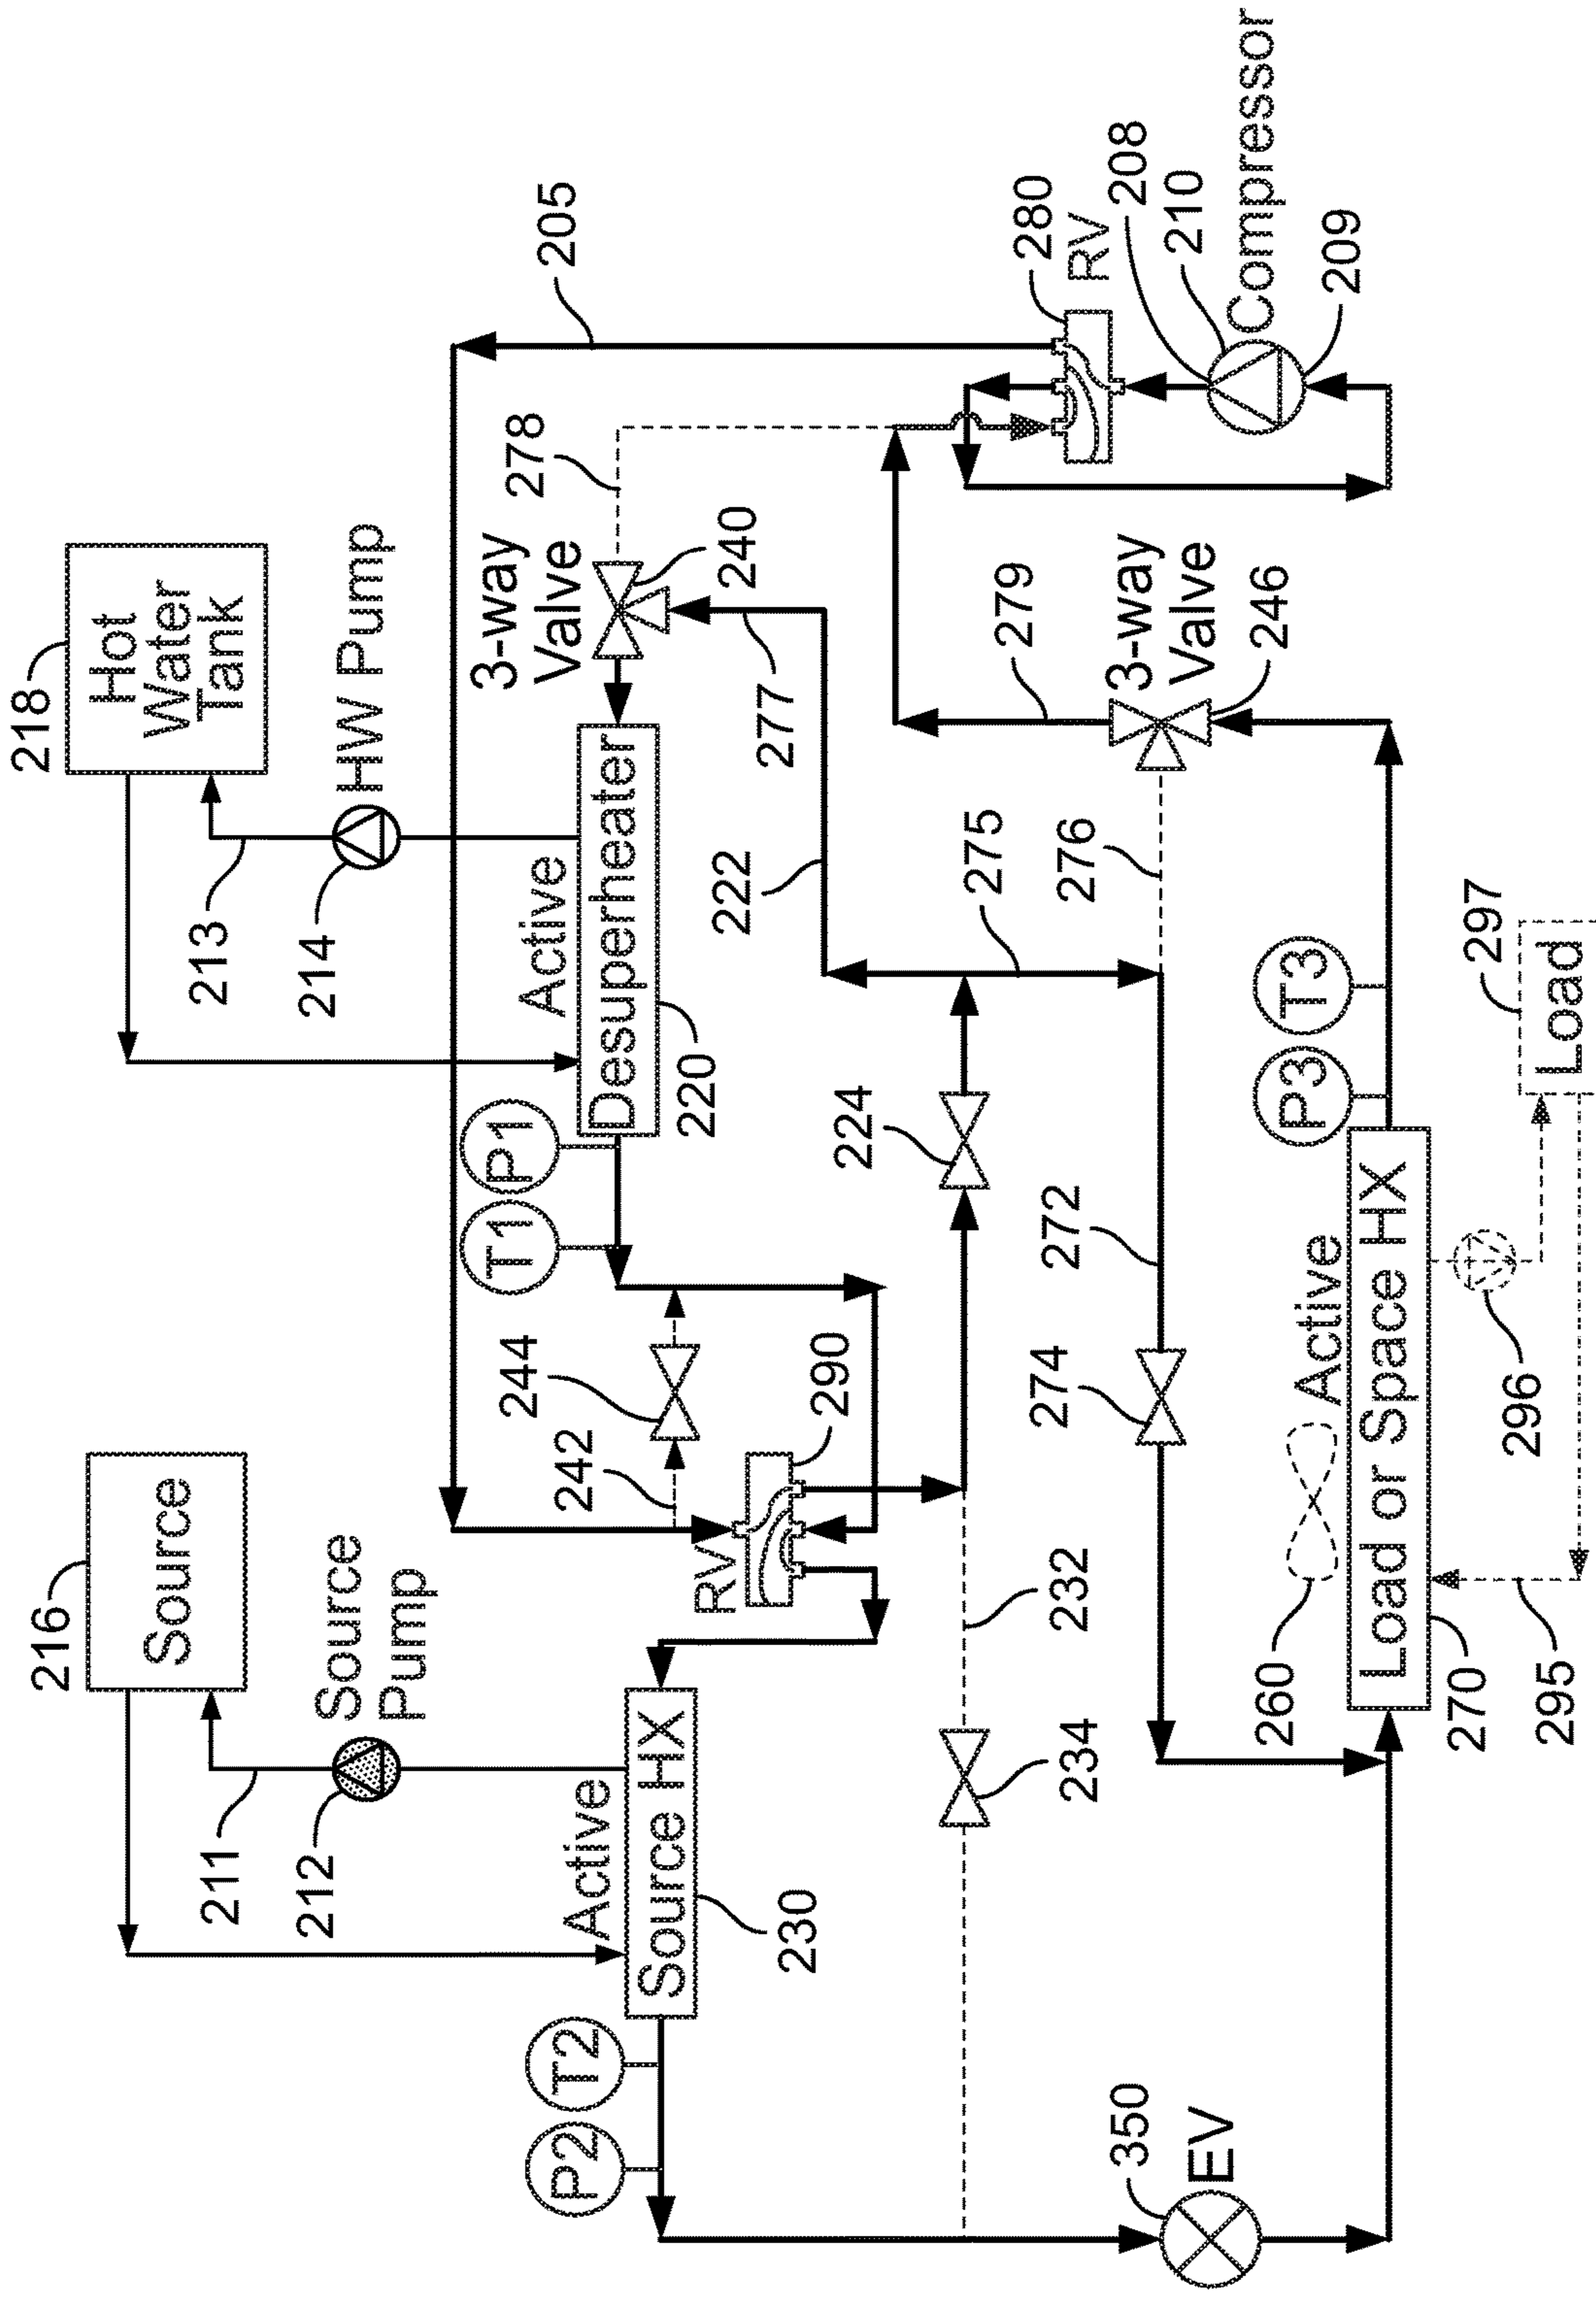 216
Source
211
212
Source
Pump
218
Hot
Water
Tank
213
214
HW Pump
P2
T2
Active
Source HX
230
242
244
T1
P1
Active
Desuperheater
220
3-way
Valve
278
240
205
RV
290
222
277
224
232
234
275
279
280
RV
208
210
Compressor
209
272
274
276
3-way
Valve
246
350
EV
260
Active
Load or Space HX
270
P3
T3
295
296
297
Load